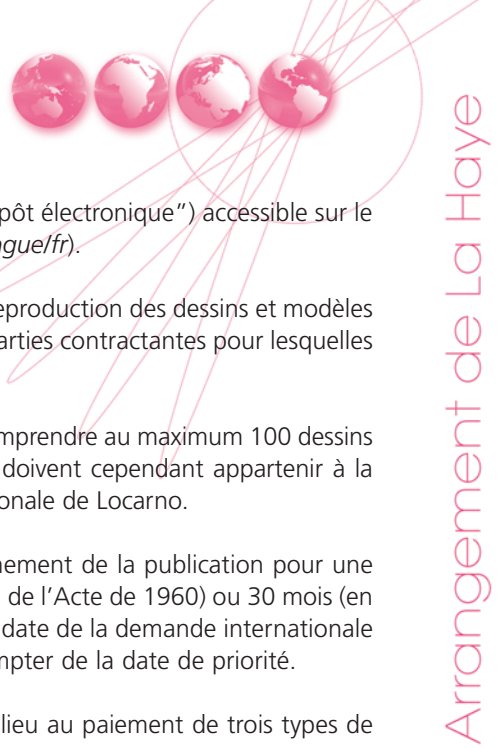 pôt électronique”) accessible sur le
gue/fr).
eproduction des dessins et modèles
arties contractantes pour lesquelles
mprendre au maximum 100 dessins
doivent cependant appartenir à la
onale de Locarno.
nement de la publication pour une
de l’Acte de 1960) ou 30 mois (en
date de la demande internationale
mpter de la date de priorité.
lieu au paiement de trois types de
Arrangement de La Haye